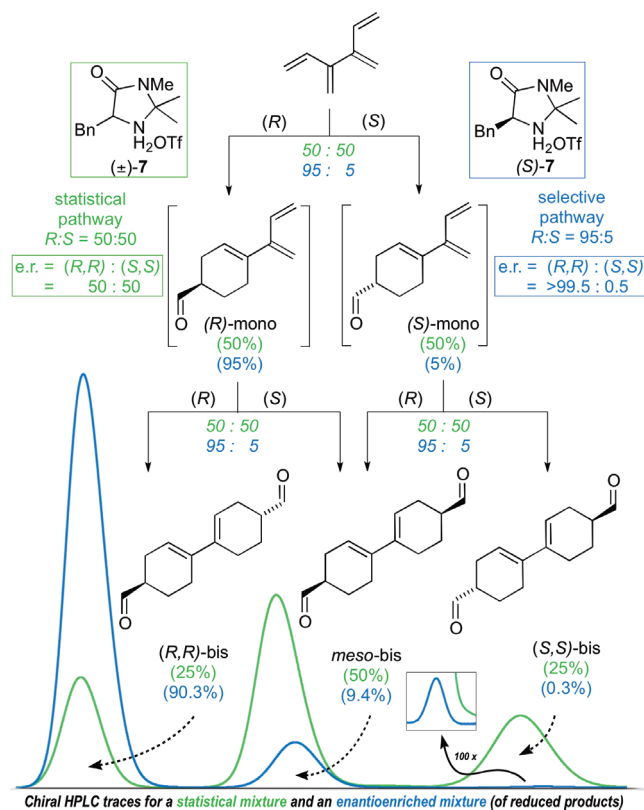 O
NMe
Bn
N
H₂OTf
(±)-7
(R)
(S)
50 : 50
95 : 5
O
NMe
Bn
N
H₂OTf
(S)-7
statistical
pathway
R:S = 50:50
e.r. = (R,R) : (S,S)
= 50 : 50
selective
pathway
R:S = 95:5
e.r. = (R,R) : (S,S)
= >99.5 : 0.5
O
(R)-mono
(50%)
(95%)
O
(S)-mono
(50%)
(5%)
(R)
(S)
50 : 50
95 : 5
(R)
(S)
50 : 50
95 : 5
O
O
(R,R)-bis
(25%)
(90.3%)
O
O
meso-bis
(50%)
(9.4%)
O
O
(S,S)-bis
(25%)
(0.3%)
100 x
Chiral HPLC traces for a statistical mixture and an enantioenriched mixture (of reduced products)